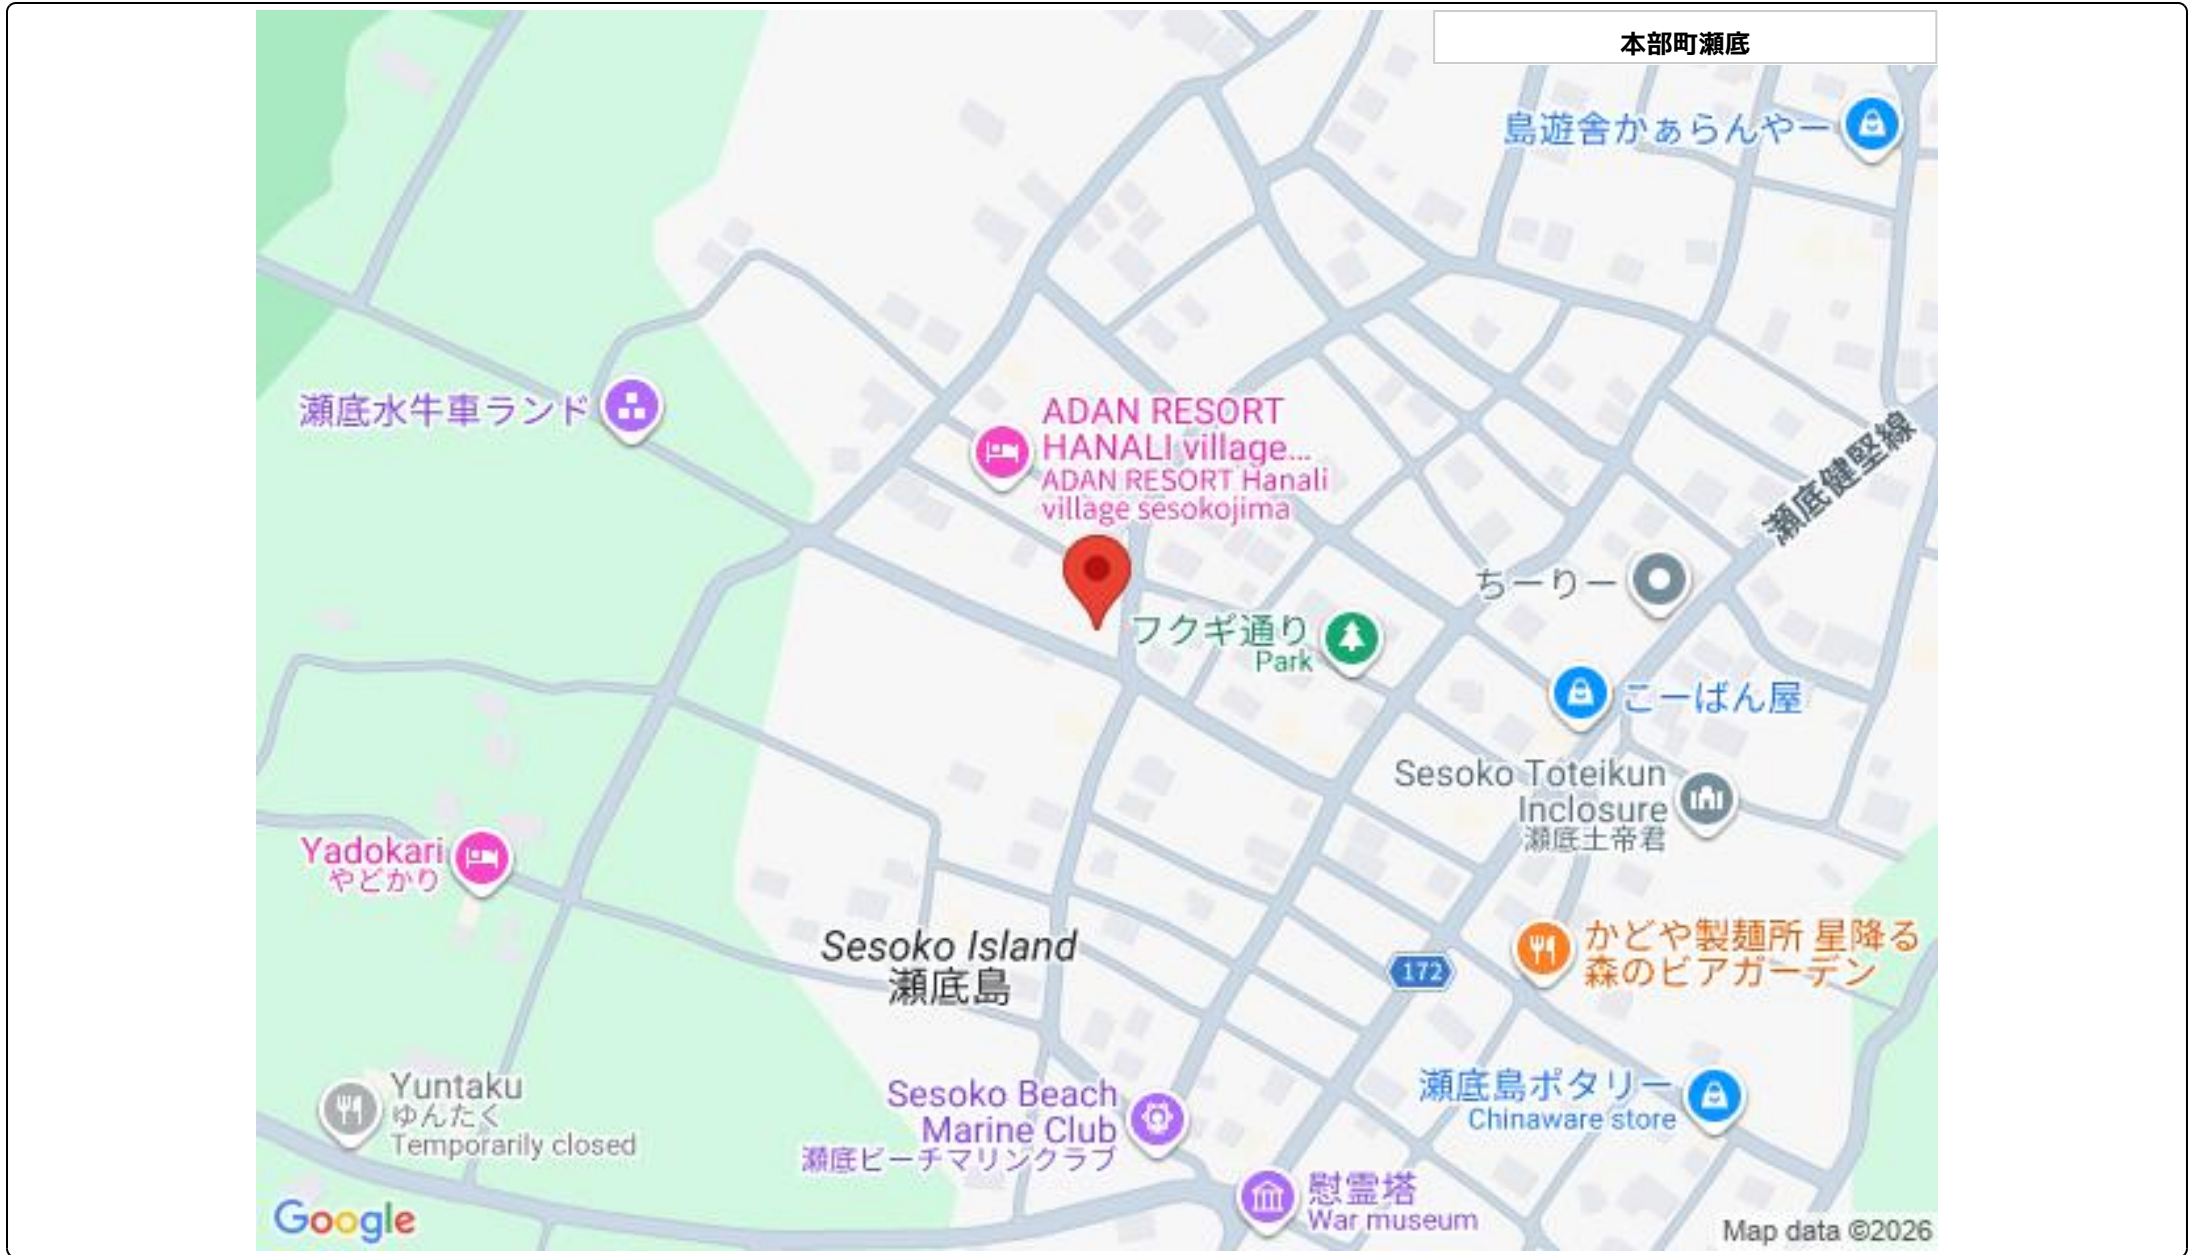 本部町瀬底
島遊舎かぁらんやー
瀬底水牛車ランド
ADAN RESORT
HANALI village...
ADAN RESORT Hanali
village sesokojima
瀬底健堅線
ちーりー
フクギ通り
Park
こーばん屋
Sesoko Toteikun
Inclosure
瀬底土帝君
Yadokari
やどかり
かどや製麺所 星降る
森のビアガーデン
Sesoko Island
瀬底島
172
Yuntaku
ゆんたく
Temporarily closed
Sesoko Beach
Marine Club
瀬底ビーチマリンクラブ
瀬底島ポタリー
Chinaware store
慰霊塔
War museum
Google
Map data ©2026